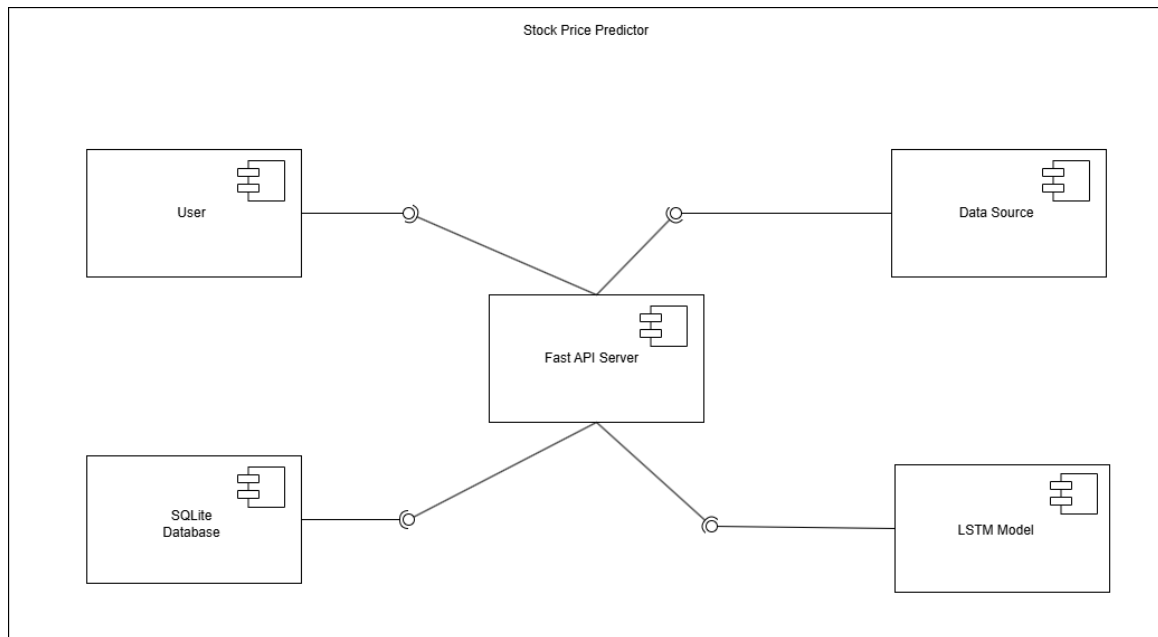 Stock Price Predictor
User
Data Source
Fast API Server
SQLite
Database
LSTM Model